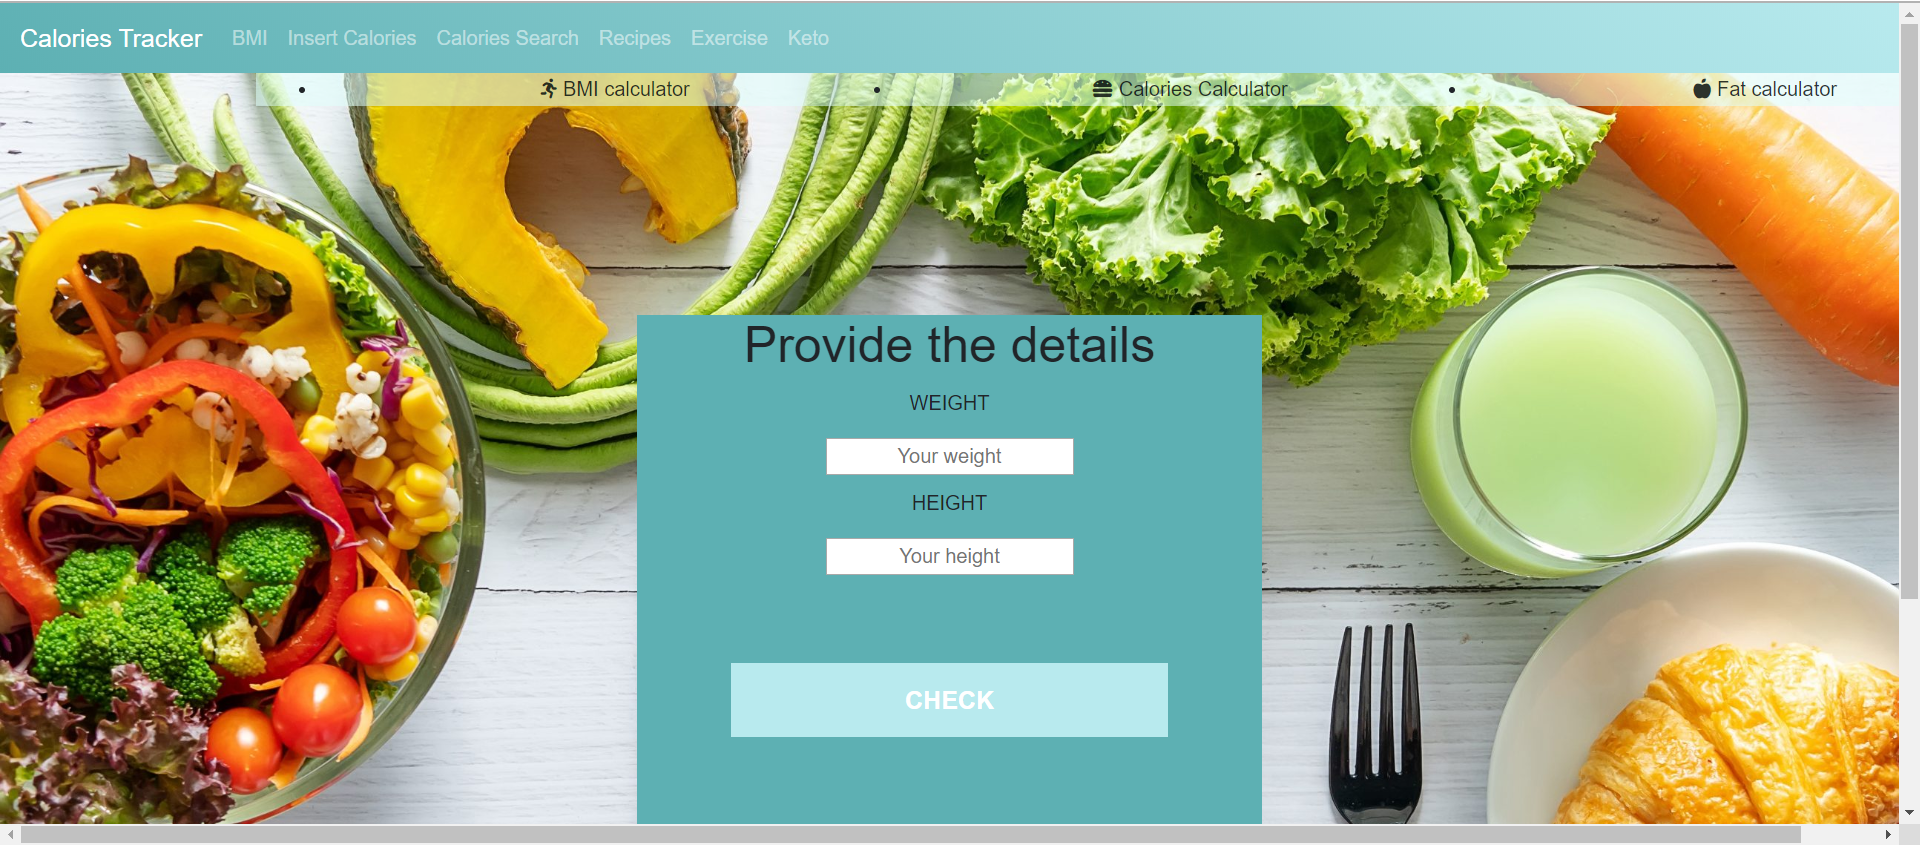 Calories Tracker BMI Insert Calories Calories Search Recipes Exercise Keto
• BMI calculator • Calories Calculator • Fat calculator
Provide the details
WEIGHT
Your weight
HEIGHT
Your height
CHECK